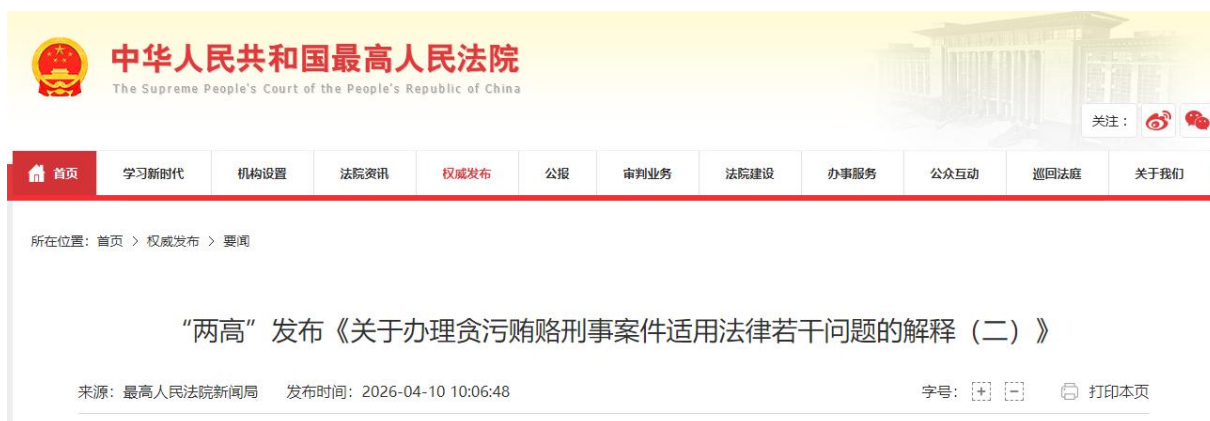 中华人民共和国最高人民法院
The Supreme People's Court of the People's Republic of China
关注：
首页 学习新时代 机构设置 法院资讯 权威发布 公报 审判业务 法院建设 办事服务 公众互动 巡回法庭 关于我们
所在位置：首页 > 权威发布 > 要闻
“两高”发布《关于办理贪污贿赂刑事案件适用法律若干问题的解释（二）》
来源：最高人民法院新闻局 发布时间：2026-04-10 10:06:48 字号：[+] [-] 打印本页